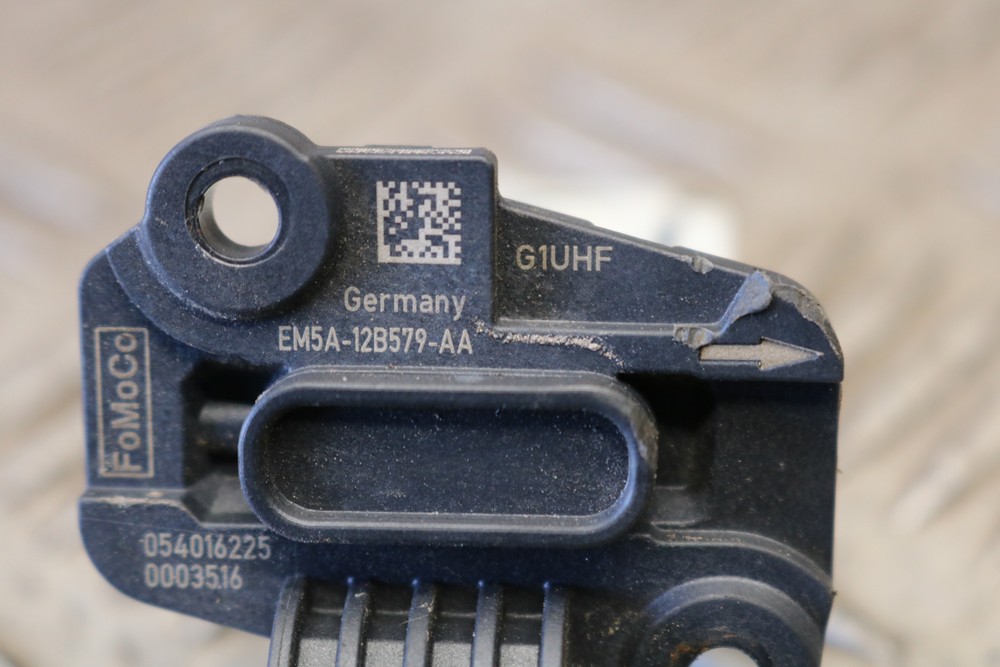 G1UHF
Germany
EM5A-12B579-AA
FoMoCo
054016225
0003516